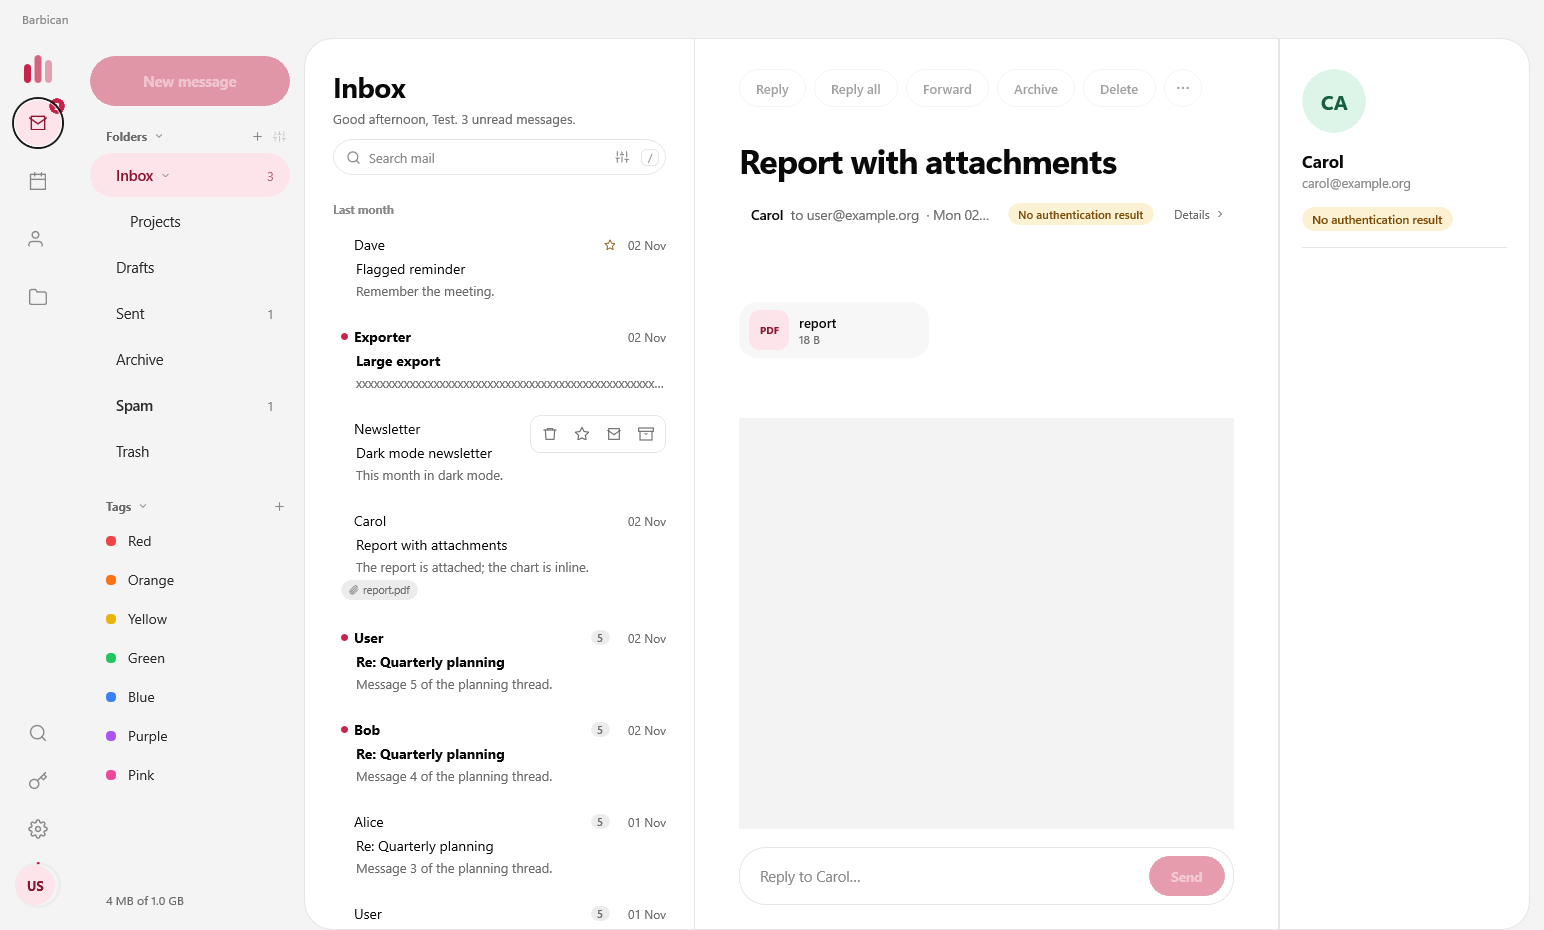 Barbican
New message
Folders
Inbox 3
Projects
Drafts
Sent 1
Archive
Spam 1
Trash
Tags
Red
Orange
Yellow
Green
Blue
Purple
Pink
US
4 MB of 1.0 GB
Inbox
Good afternoon, Test. 3 unread messages.
Search mail /
Last month
Dave 02 Nov
Flagged reminder
Remember the meeting.
Exporter 02 Nov
Large export
Newsletter
Dark mode newsletter
This month in dark mode.
Carol 02 Nov
Report with attachments
The report is attached; the chart is inline.
report.pdf
User 5 02 Nov
Re: Quarterly planning
Message 5 of the planning thread.
Bob 5 02 Nov
Re: Quarterly planning
Message 4 of the planning thread.
Alice 5 01 Nov
Re: Quarterly planning
Message 3 of the planning thread.
User 5 01 Nov
Reply Reply all Forward Archive Delete ···
Report with attachments
Carol to user@example.org · Mon 02... No authentication result Details
PDF
report
18 B
Reply to Carol... Send
CA
Carol
carol@example.org
No authentication result